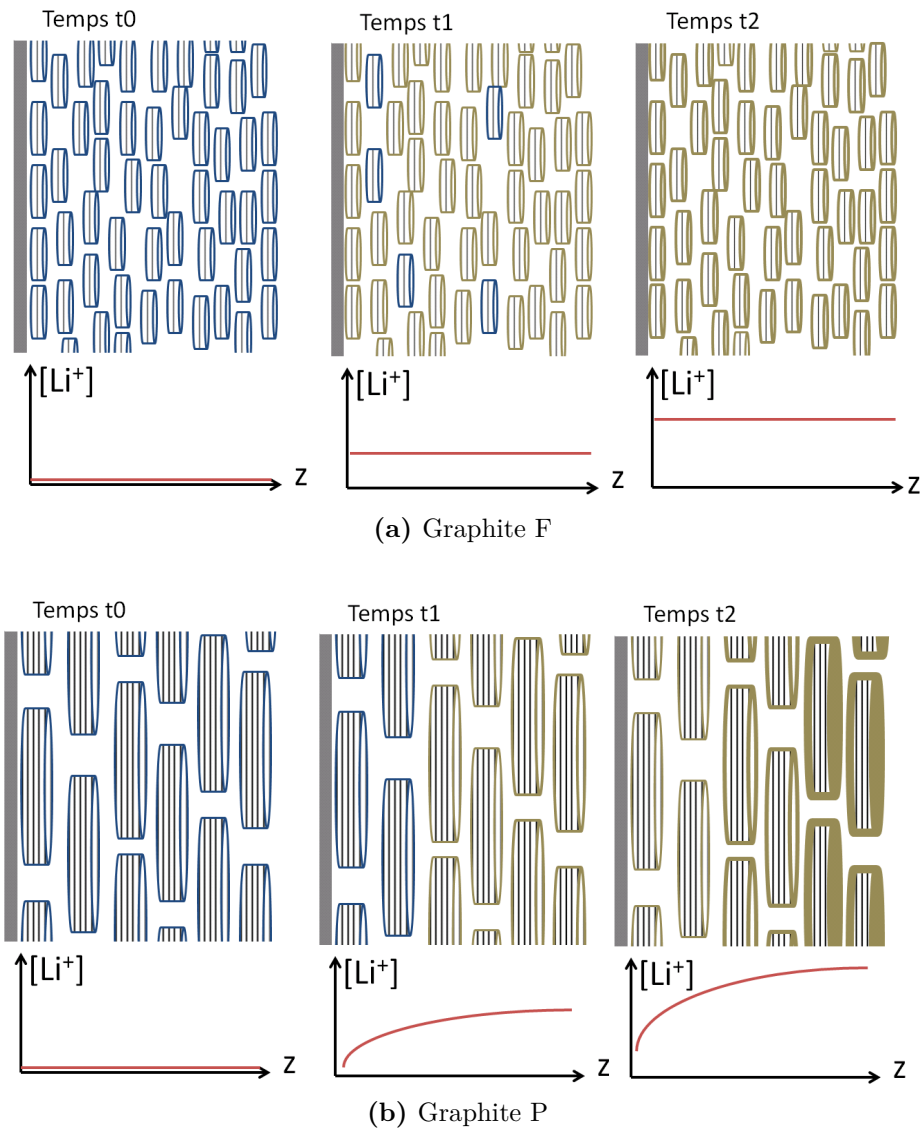 Temps t0 Temps t1 Temps t2
[Li⁺] [Li⁺] [Li⁺]
z z z
(a) Graphite F
Temps t0 Temps t1 Temps t2
[Li⁺] [Li⁺] [Li⁺]
z z z
(b) Graphite P